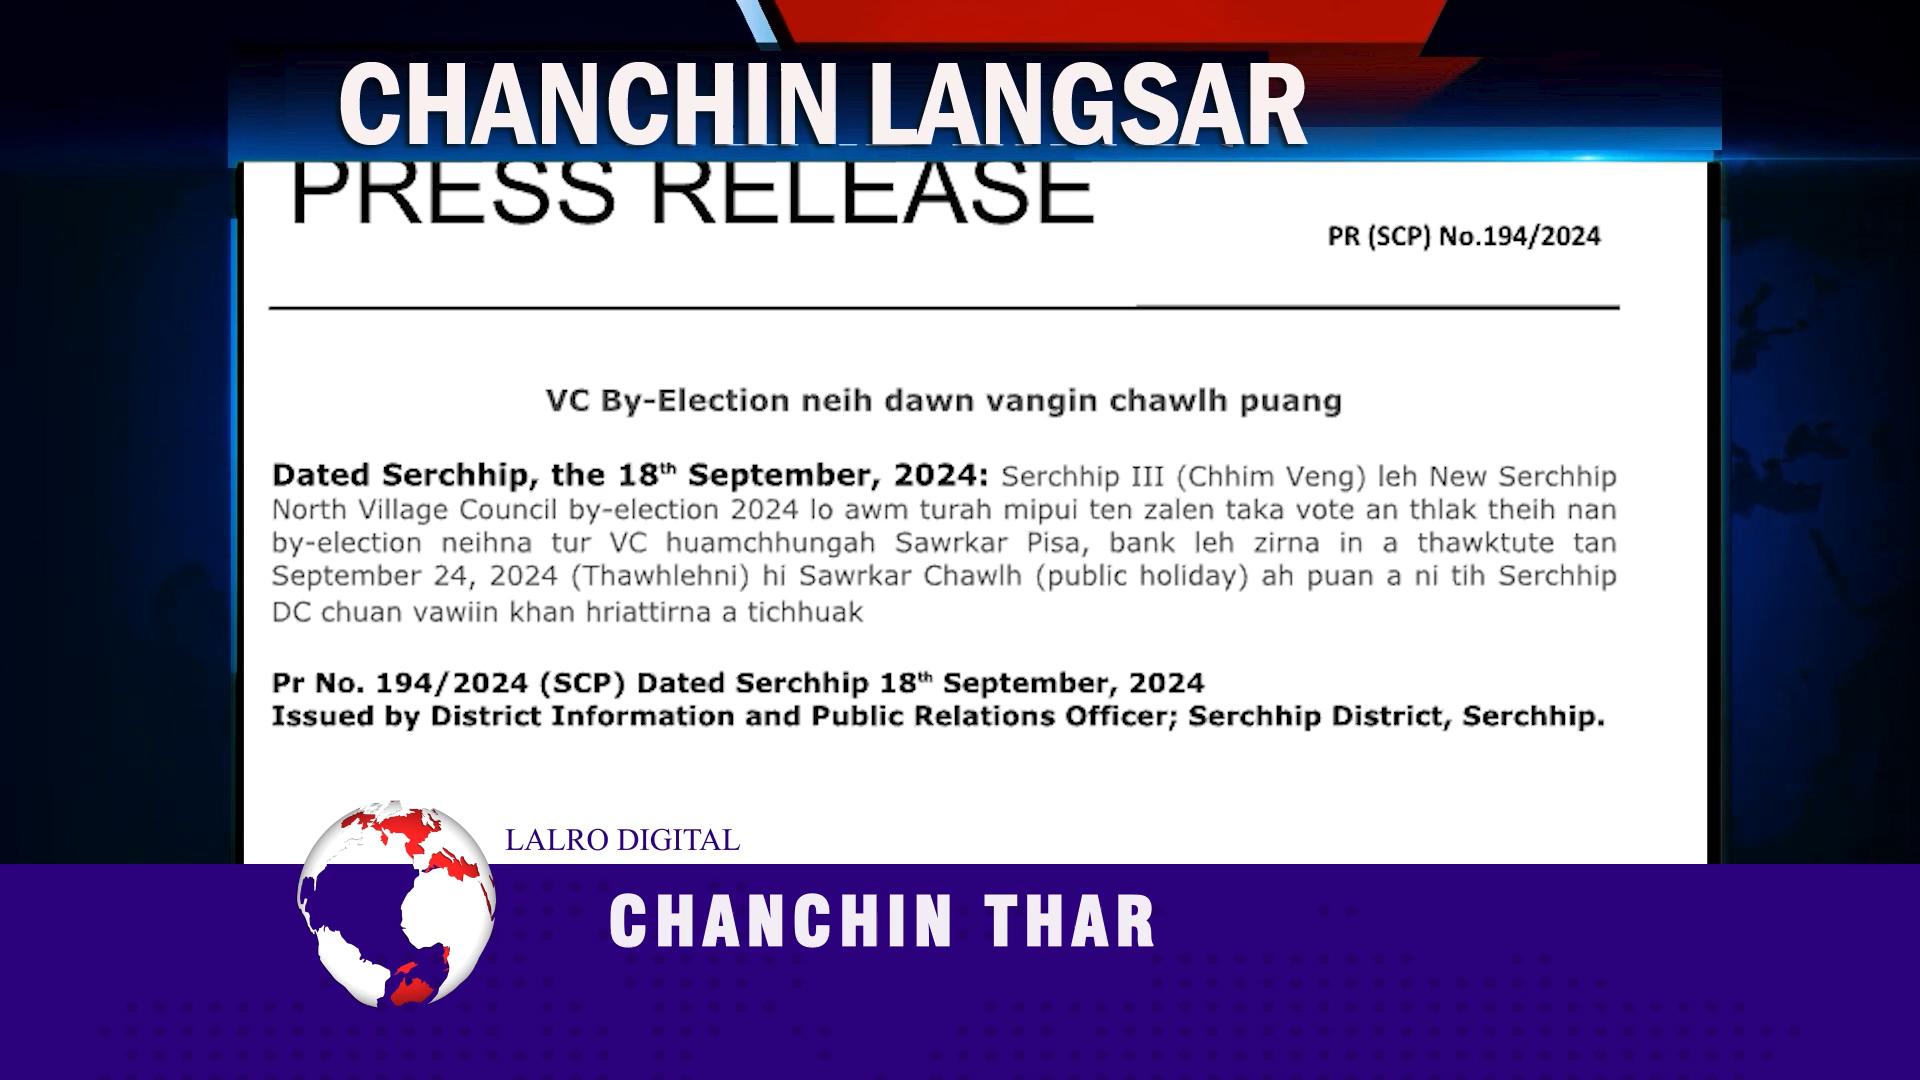 CHANCHIN LANGSAR
PRESS RELEASE
PR (SCP) No.194/2024
VC By-Election neih dawn vangin chawlh puang
Dated Serchhip, the 18th September, 2024: Serchhip III (Chhim Veng) leh New Serchhip
North Village Council by-election 2024 lo awm turah mipui ten zalen taka vote an thlak theih nan
by-election neihna tur VC huamchhungah Sawrkar Pisa, bank leh zirna in a thawktute tan
September 24, 2024 (Thawhlehni) hi Sawrkar Chawlh (public holiday) ah puan a ni tih Serchhip
DC chuan vawiin khan hriattirna a tichhuak
Pr No. 194/2024 (SCP) Dated Serchhip 18th September, 2024
Issued by District Information and Public Relations Officer; Serchhip District, Serchhip.
LALRO DIGITAL
CHANCHIN THAR